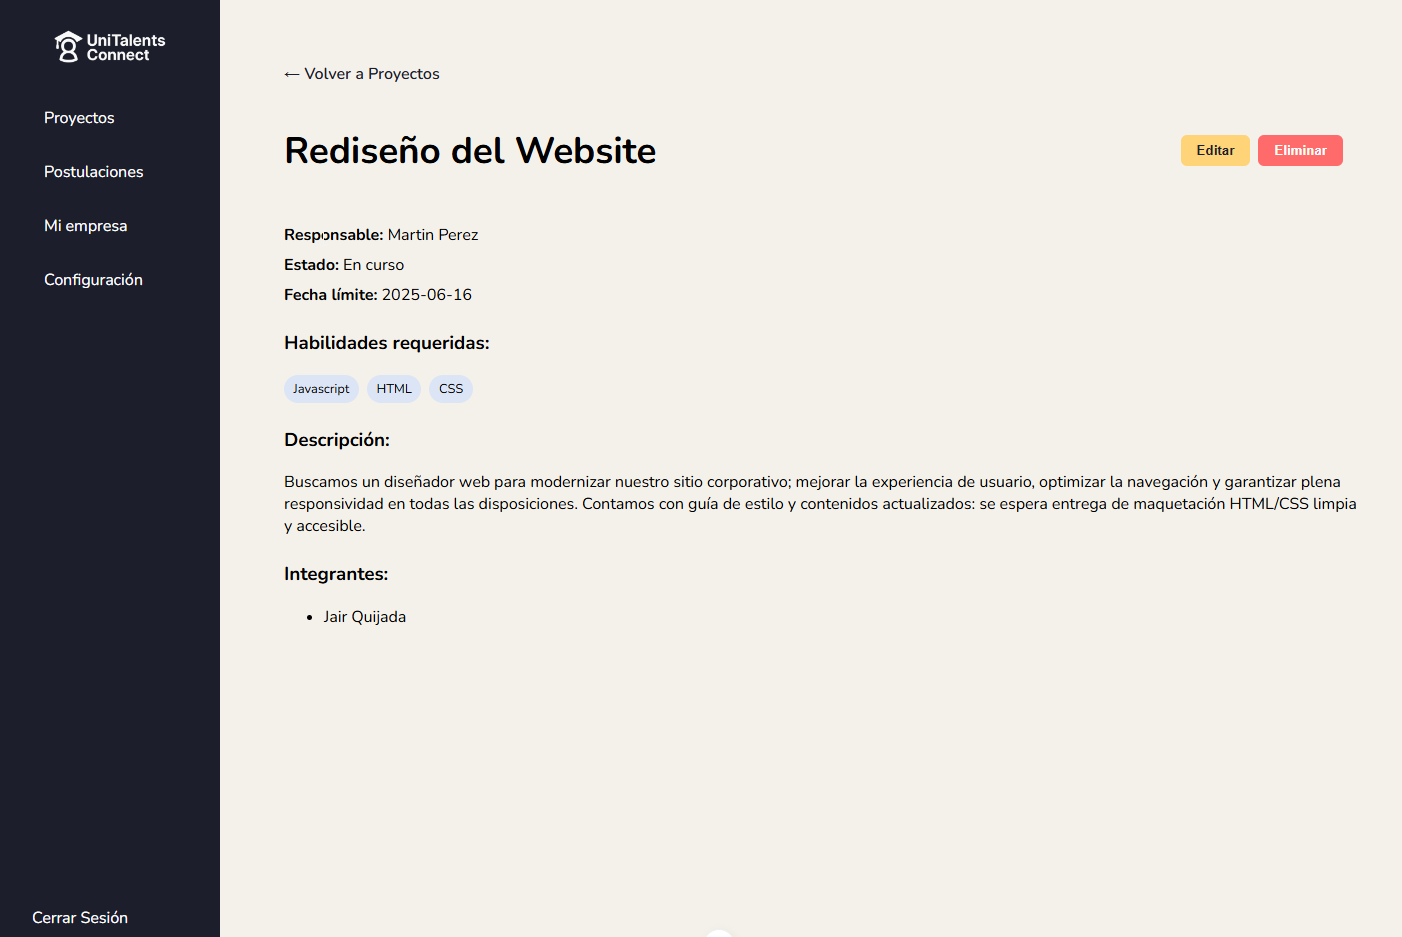 UniTalents
Connect
Proyectos
Postulaciones
Mi empresa
Configuración
Cerrar Sesión
← Volver a Proyectos
Rediseño del Website
Editar
Eliminar
Responsable: Martin Perez
Estado: En curso
Fecha límite: 2025-06-16
Habilidades requeridas:
Javascript
HTML
CSS
Descripción:
Buscamos un diseñador web para modernizar nuestro sitio corporativo; mejorar la experiencia de usuario, optimizar la navegación y garantizar plena
responsividad en todas las disposiciones. Contamos con guía de estilo y contenidos actualizados: se espera entrega de maquetación HTML/CSS limpia
y accesible.
Integrantes:
• Jair Quijada